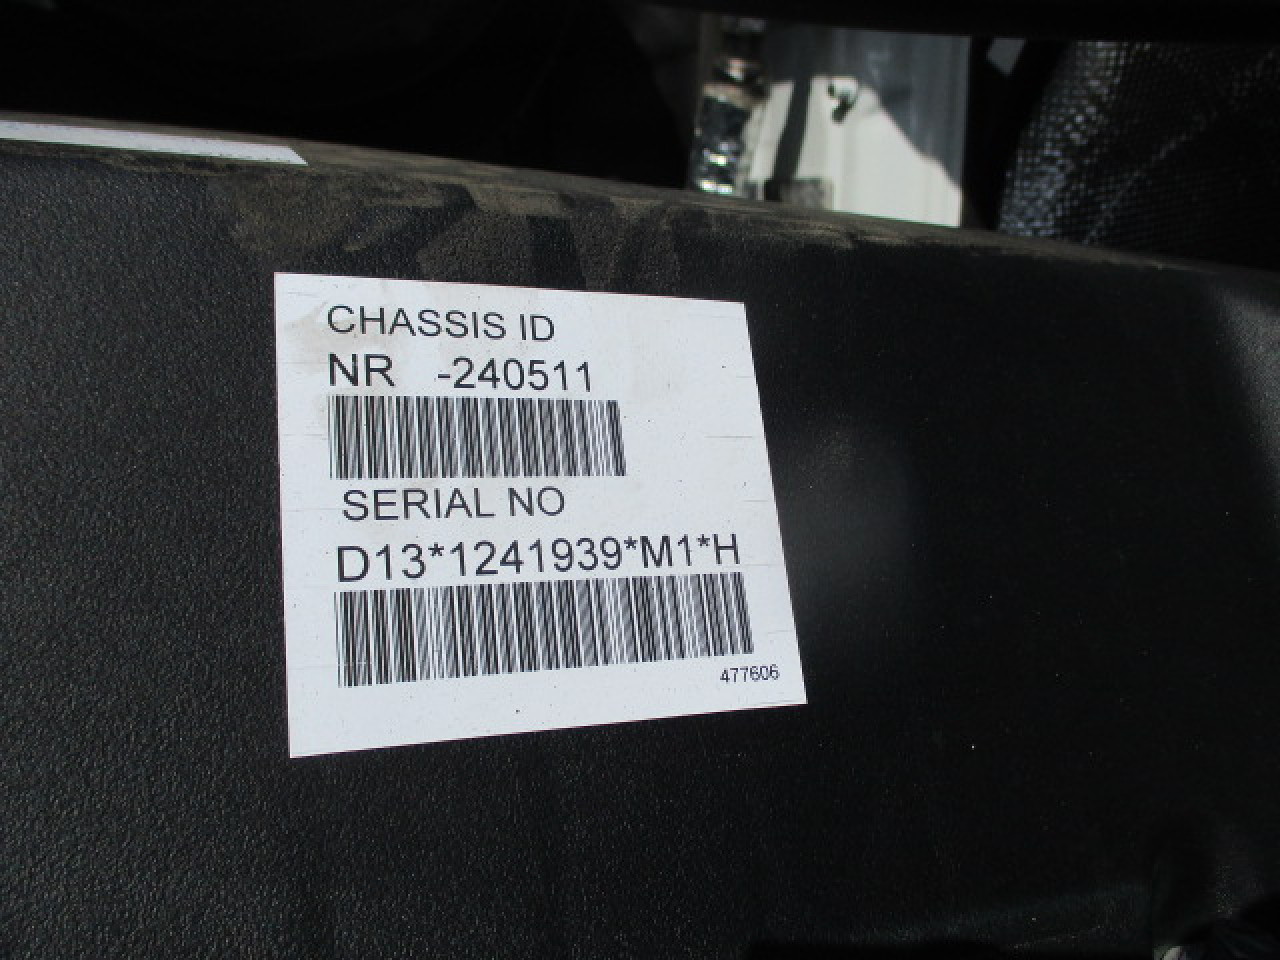 CHASSIS ID
NR -240511
SERIAL NO
D13*1241939*M1*H
477606